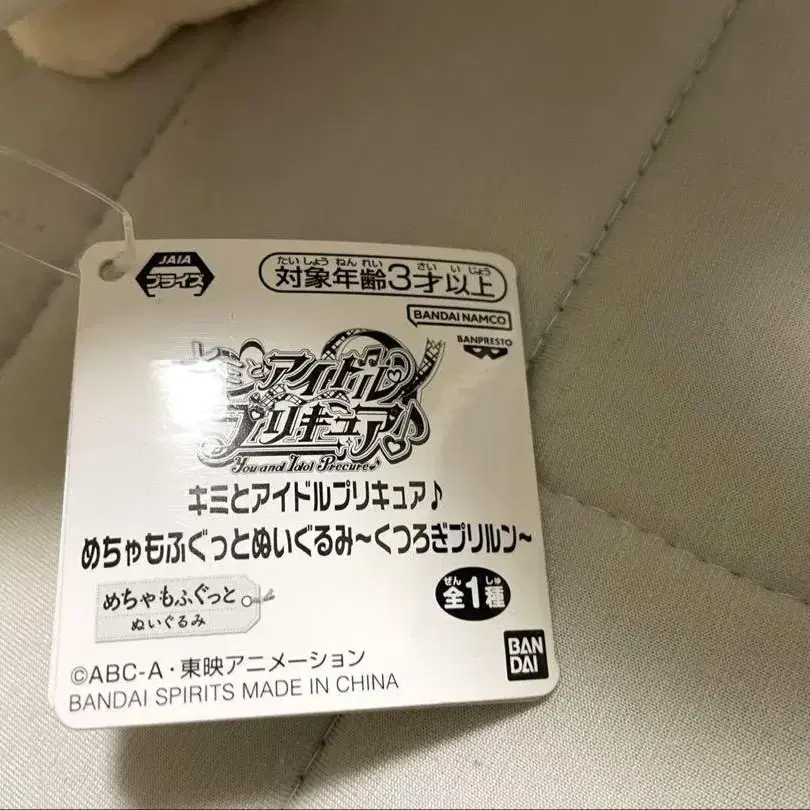 JAIA
プライズ
たいしょうねんれい さいいじょう
対象年齢3才以上
BANDAI NAMCO
BANPRESTO
キミとアイドル
プリキュア♪
You and Idol Precure♪
キミとアイドルプリキュア♪
めちゃもふぐっとぬいぐるみ~くつろぎプリルン~
めちゃもふぐっと
ぬいぐるみ
ぜん しゅ
全1種
©ABC-A・東映アニメーション
BANDAI SPIRITS MADE IN CHINA
BAN
DAI